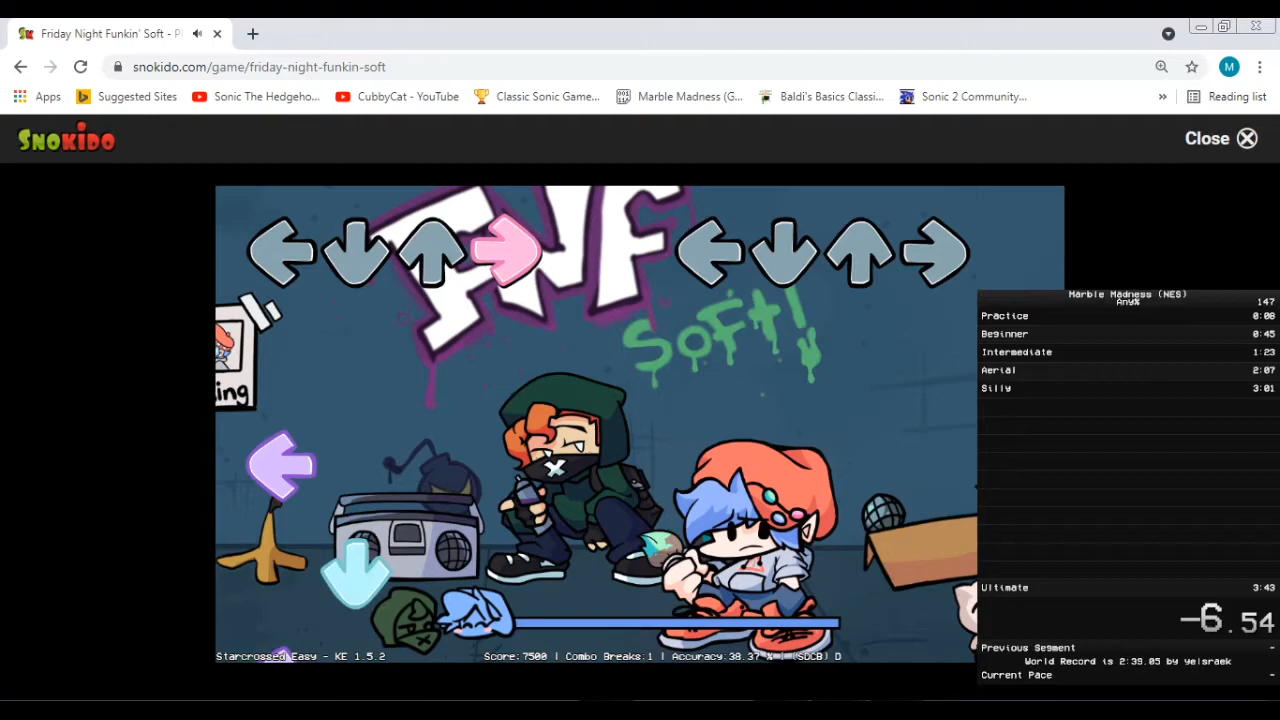 Friday Night Funkin' Soft - Pl
snokido.com/game/friday-night-funkin-soft
M
Apps Suggested Sites Sonic The Hedgeho... CubbyCat - YouTube Classic Sonic Game... Marble Madness (G... Baldi's Basics Classi... Sonic 2 Community... » Reading list
SNOKIDO
Close
FNF
Soft!
ing
Marble Madness (NES)
Any% 147
Practice 0:08
Beginner 0:45
Intermediate 1:23
Aerial 2:07
Silly 3:01
Ultimate 3:43
-6.54
Previous Segment -
World Record is 2:39.05 by yelsraek
Current Pace -
Starcrossed Easy - KE 1.5.2
Score:7500 | Combo Breaks:1 | Accuracy:38.37 % | (SDCB) D